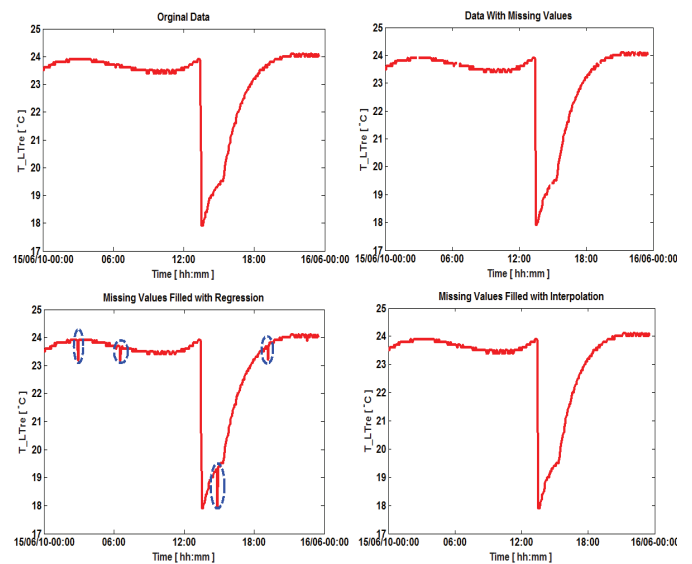 Orginal Data
25
24
23
22
21
20
19
18
17
T_LTre [ ˚C ]
15/06/10-00:00 06:00 12:00 18:00 16/06-00:00
Time [ hh:mm ]
Data With Missing Values
25
24
23
22
21
20
19
18
17
T_LTre [ ˚C ]
15/06/10-00:00 06:00 12:00 18:00 16/06-00:00
Time [ hh:mm ]
Missing Values Filled with Regression
25
24
23
22
21
20
19
18
17
T_LTre [ ˚C ]
15/06/10-00:00 06:00 12:00 18:00 16/06-00:00
Time [ hh:mm ]
Missing Values Filled with Interpolation
25
24
23
22
21
20
19
18
17
T_LTre [ ˚C ]
15/06/10-00:00 06:00 12:00 18:00 16/06-00:00
Time [ hh:mm ]